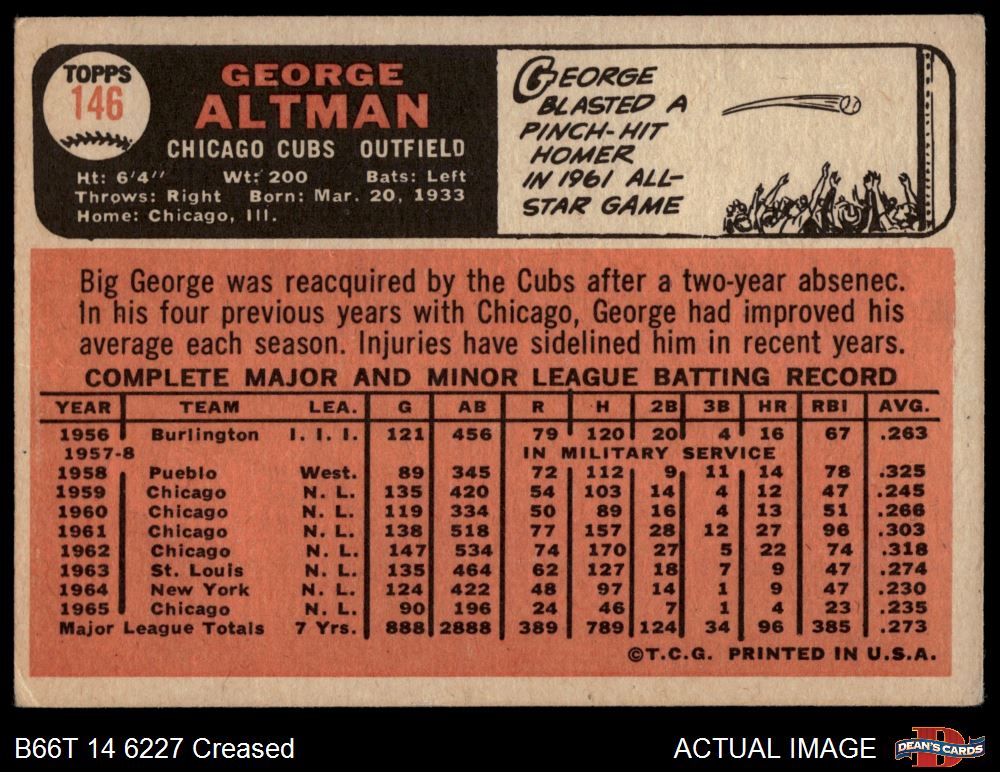 TOPPS
146
GEORGE
ALTMAN
CHICAGO CUBS OUTFIELD
Ht: 6'4" Wt: 200 Bats: Left
Throws: Right Born: Mar. 20, 1933
Home: Chicago, Ill.
GEORGE
BLASTED A
PINCH-HIT
HOMER
IN 1961 ALL-
STAR GAME
Big George was reacquired by the Cubs after a two-year absenec.
In his four previous years with Chicago, George had improved his
average each season. Injuries have sidelined him in recent years.
COMPLETE MAJOR AND MINOR LEAGUE BATTING RECORD
YEAR TEAM LEA. G AB R H 2B 3B HR RBI AVG.
1956 Burlington I. I. I. 121 456 79 120 20 4 16 67 .263
1957-8 IN MILITARY SERVICE
1958 Pueblo West. 89 345 72 112 9 11 14 78 .325
1959 Chicago N. L. 135 420 54 103 14 4 12 47 .245
1960 Chicago N. L. 119 334 50 89 16 4 13 51 .266
1961 Chicago N. L. 138 518 77 157 28 12 27 96 .303
1962 Chicago N. L. 147 534 74 170 27 5 22 74 .318
1963 St. Louis N. L. 135 464 62 127 18 7 9 47 .274
1964 New York N. L. 124 422 48 97 14 1 9 47 .230
1965 Chicago N. L. 90 196 24 46 7 1 4 23 .235
Major League Totals 7 Yrs. 888 2888 389 789 124 34 96 385 .273
©T.C.G. PRINTED IN U.S.A.
B66T 14 6227 Creased
ACTUAL IMAGE
D
DEAN'S CARDS